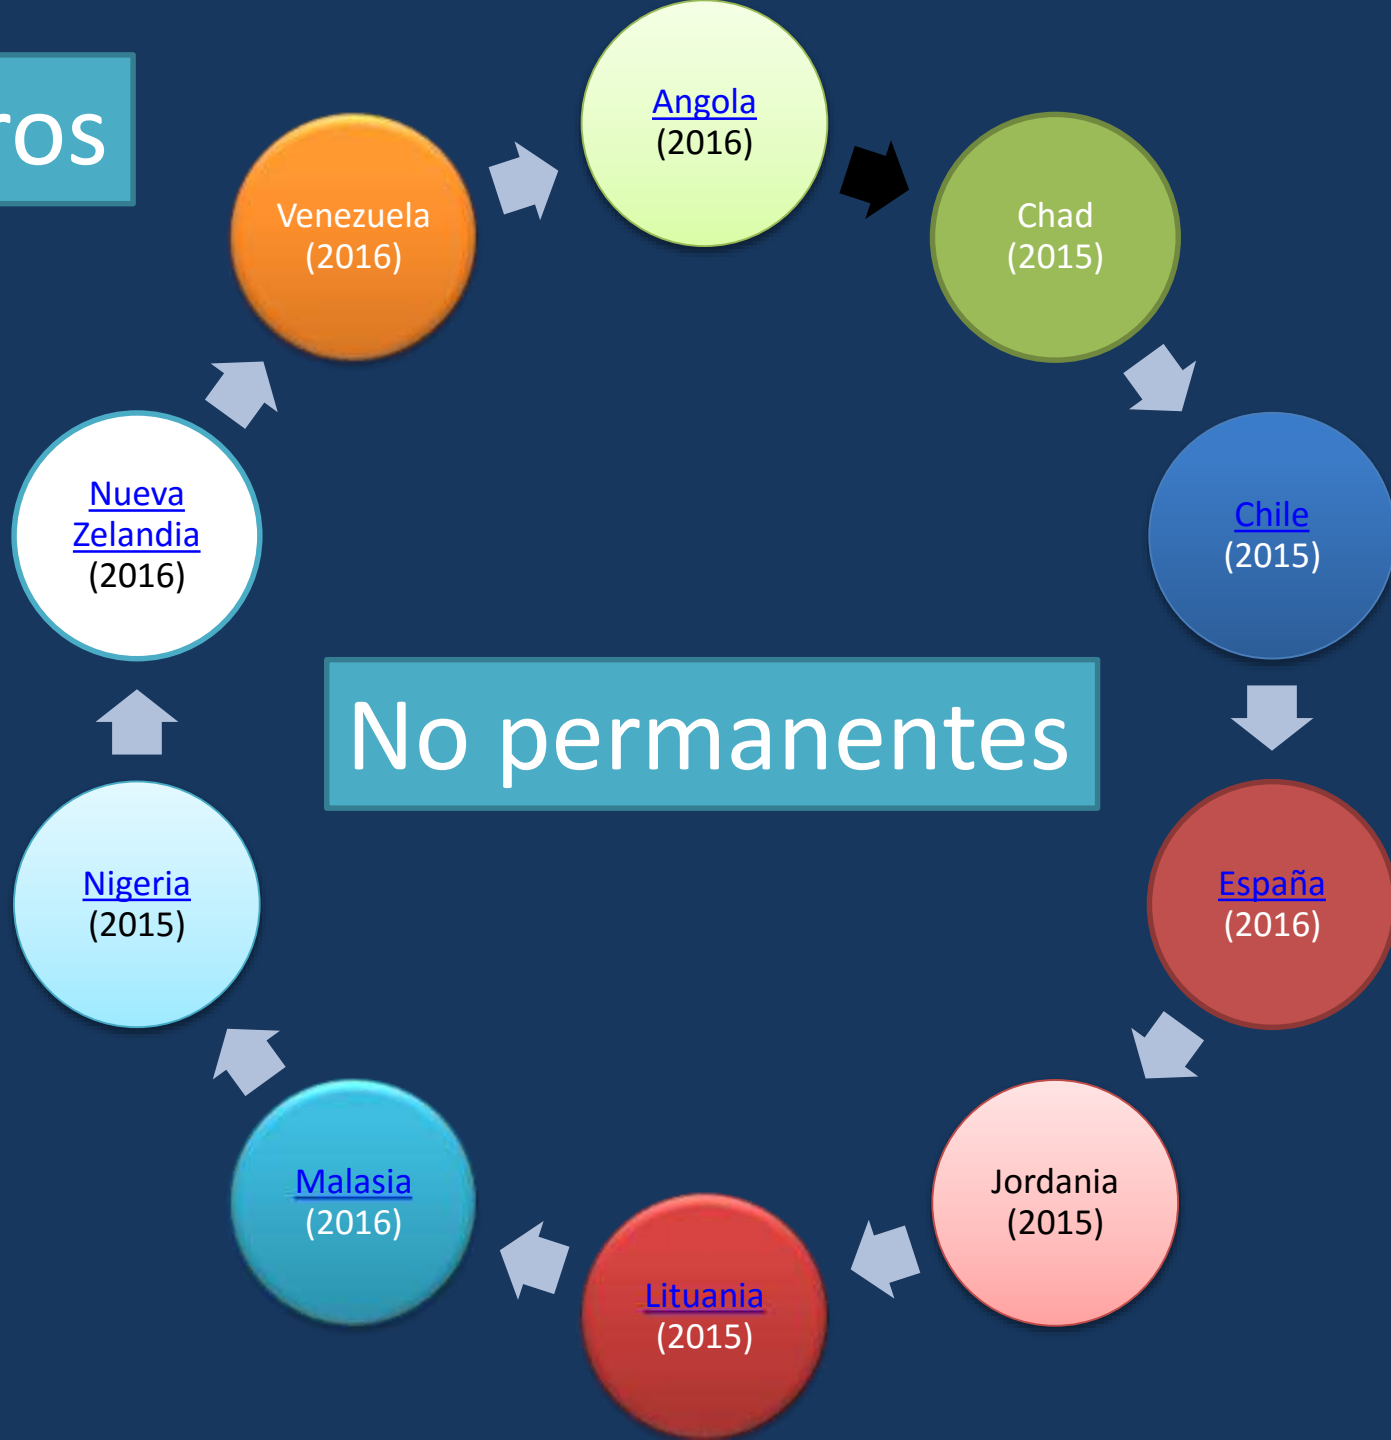 Angola
(2016)
Chad
(2015)
Chile
(2015)
España
(2016)
Jordania
(2015)
Lituania
(2015)
Malasia
(2016)
Nigeria
(2015)
Nueva
Zelandia
(2016)
Venezuela
(2016)
No permanentes